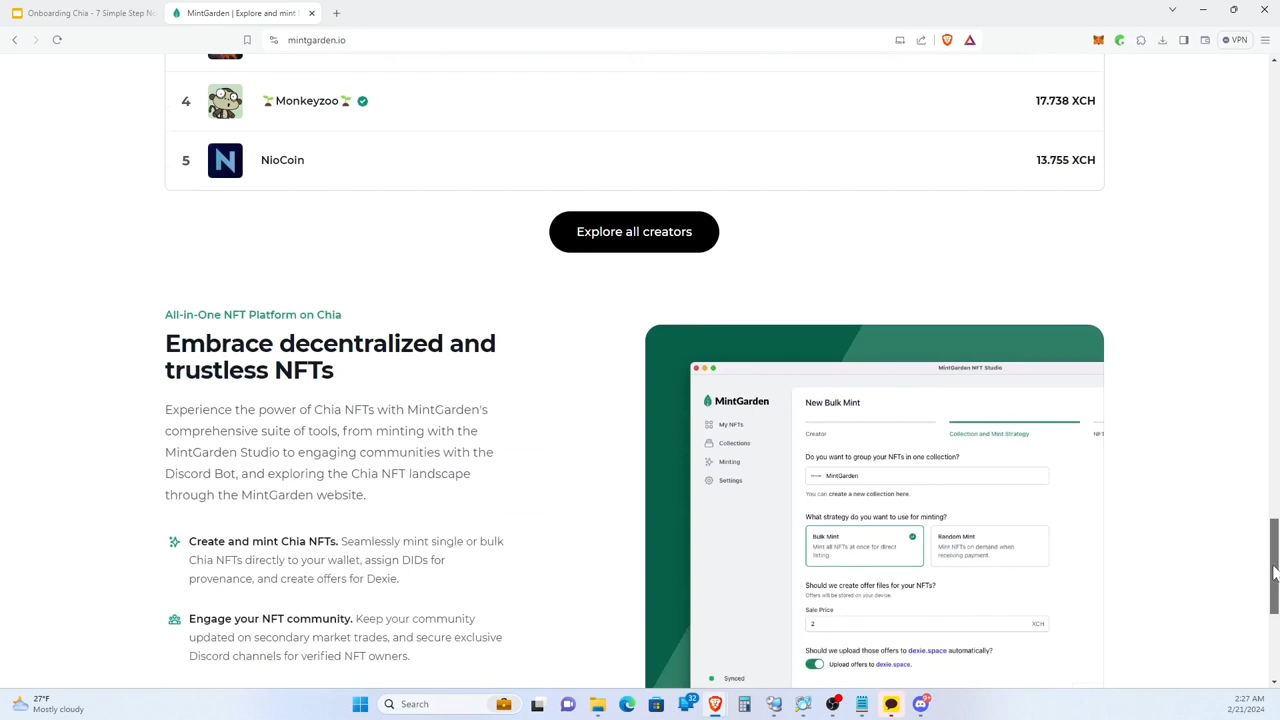 Onboarding Chia - 7 Simple Step N
MintGarden | Explore and mint
mintgarden.io
VPN
4
Monkeyzoo
17.738 XCH
5
N
NioCoin
13.755 XCH
Explore all creators
All-in-One NFT Platform on Chia
Embrace decentralized and
trustless NFTs
Experience the power of Chia NFTs with MintGarden's
comprehensive suite of tools, from minting with the
MintGarden Studio to engaging communities with the
Discord Bot, and exploring the Chia NFT landscape
through the MintGarden website.
Create and mint Chia NFTs. Seamlessly mint single or bulk
Chia NFTs directly to your wallet, assign DIDs for
provenance, and create offers for Dexie.
Engage your NFT community. Keep your community
updated on secondary market trades, and secure exclusive
Discord channels for verified NFT owners.
MintGarden NFT Studio
MintGarden
My NFTs
Collections
Minting
Settings
Synced
New Bulk Mint
Creator
Collection and Mint Strategy
NFT
Do you want to group your NFTs in one collection?
MintGarden
You can create a new collection here.
What strategy do you want to use for minting?
Bulk Mint
Mint all NFTs at once for direct
listing.
Random Mint
Mint NFTs on demand when
receiving payment.
Should we create offer files for your NFTs?
Offers will be stored on your device.
Sale Price
2
XCH
Should we upload those offers to dexie.space automatically?
Upload offers to dexie.space.
Mostly cloudy
Search
32
9+
2:27 AM
2/21/2024